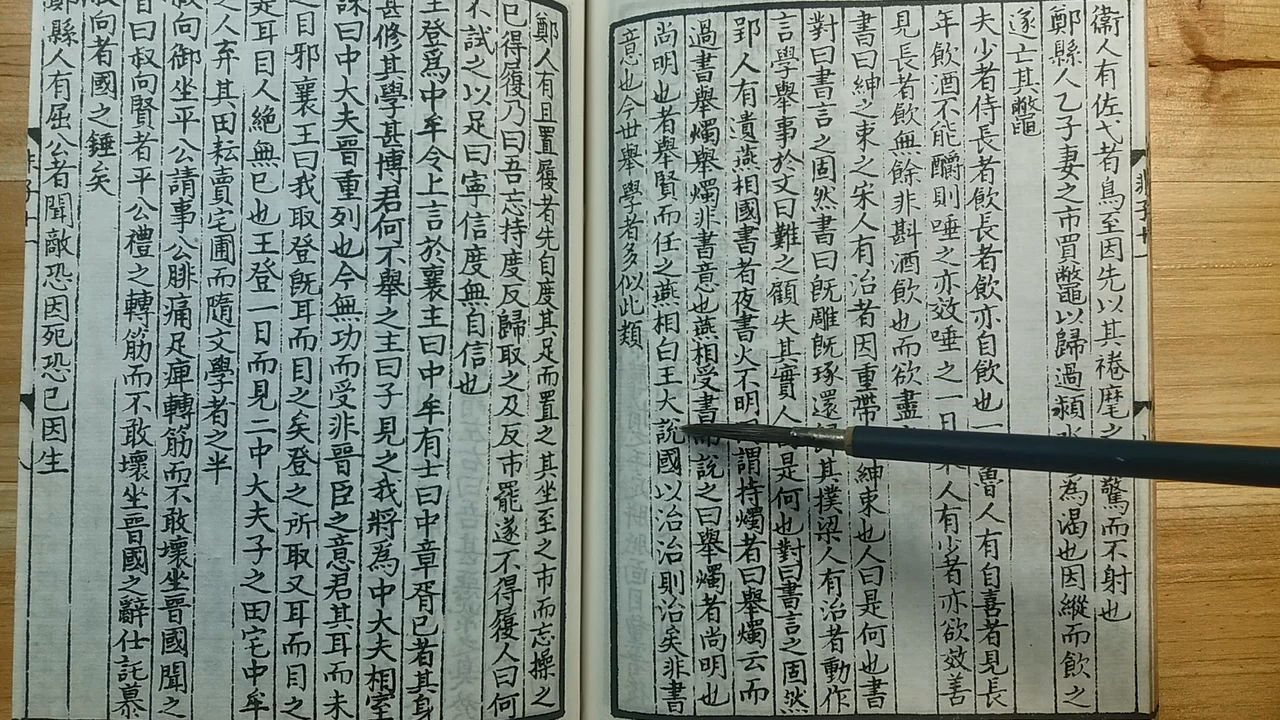 衞人有佐弋者鳥至因先以其裷麾之驚而不射也
鄭縣人乙子妻之市買鼈以歸過潁水為渴也因縱而飲之
遂亡其鼈
夫少者侍長者飲長者飲亦自飲也一曰魯人有自喜者見長
年飲酒不能釂則唾之亦效唾之一曰宋人有少者亦欲效善
見長者飲無餘非斟酒飲也而欲盡
書曰紳之束之宋人有治者因重帶紳束也人曰是何也書
對曰書言之固然書曰旣雕旣琢還歸其撲梁人有治者動作
言學舉事於文曰難之顧失其實人曰是何也對曰書言之固然
郢人有遺燕相國書者夜書火不明因謂持燭者曰舉燭云而
過書舉燭舉燭非書意也燕相受書而說之曰舉燭者尚明也
尚明也者舉賢而任之燕相白王大說國以治治則治矣非書
意也今世舉學者多似此類
鄭人有且置履者先自度其足而置之其坐至之市而忘操之
已得履乃曰吾忘持度反歸取之及反市罷遂不得履人曰何
不試之以足曰寧信度無自信也
王登為中牟令上言於襄主曰中牟有士曰中章胥已者其身
甚修其學甚博君何不舉之主曰子見之我將為中大夫相室
諫曰中大夫晉重列也今無功而受非晉臣之意君其耳而未
之目邪襄王曰我取登旣耳而目之矣登之所取又耳而目之
是耳目人絕無已也王登一日而見二中大夫予之田宅中牟
之人弃其田耘賣宅圃而隨文學者之半
叔向御坐平公請事公腓痛足痺轉筋而不敢壞坐晉國聞之
皆曰叔向賢者平公禮之轉筋而不敢壞坐晉國之辭仕託慕
叔向者國之錘矣
鄭縣人有屈公者聞敵恐因死恐已因生